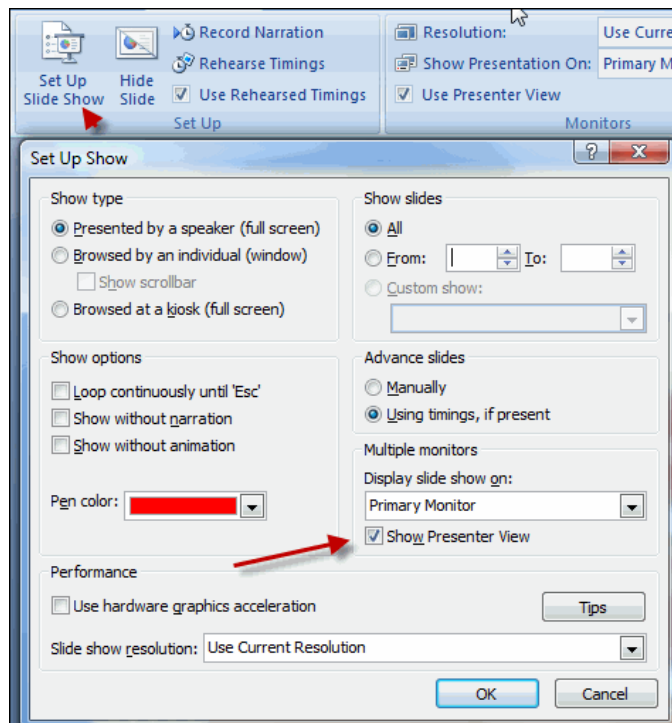 Set Up
Slide Show
Hide
Slide
Record Narration
Rehearse Timings
Use Rehearsed Timings
Set Up
Resolution:
Use Curre
Show Presentation On:
Primary M
Use Presenter View
Monitors
Set Up Show
Show type
Presented by a speaker (full screen)
Browsed by an individual (window)
Show scrollbar
Browsed at a kiosk (full screen)
Show slides
All
From:
To:
Custom show:
Show options
Loop continuously until 'Esc'
Show without narration
Show without animation
Pen color:
Advance slides
Manually
Using timings, if present
Multiple monitors
Display slide show on:
Primary Monitor
Show Presenter View
Performance
Use hardware graphics acceleration
Tips
Slide show resolution: Use Current Resolution
OK
Cancel